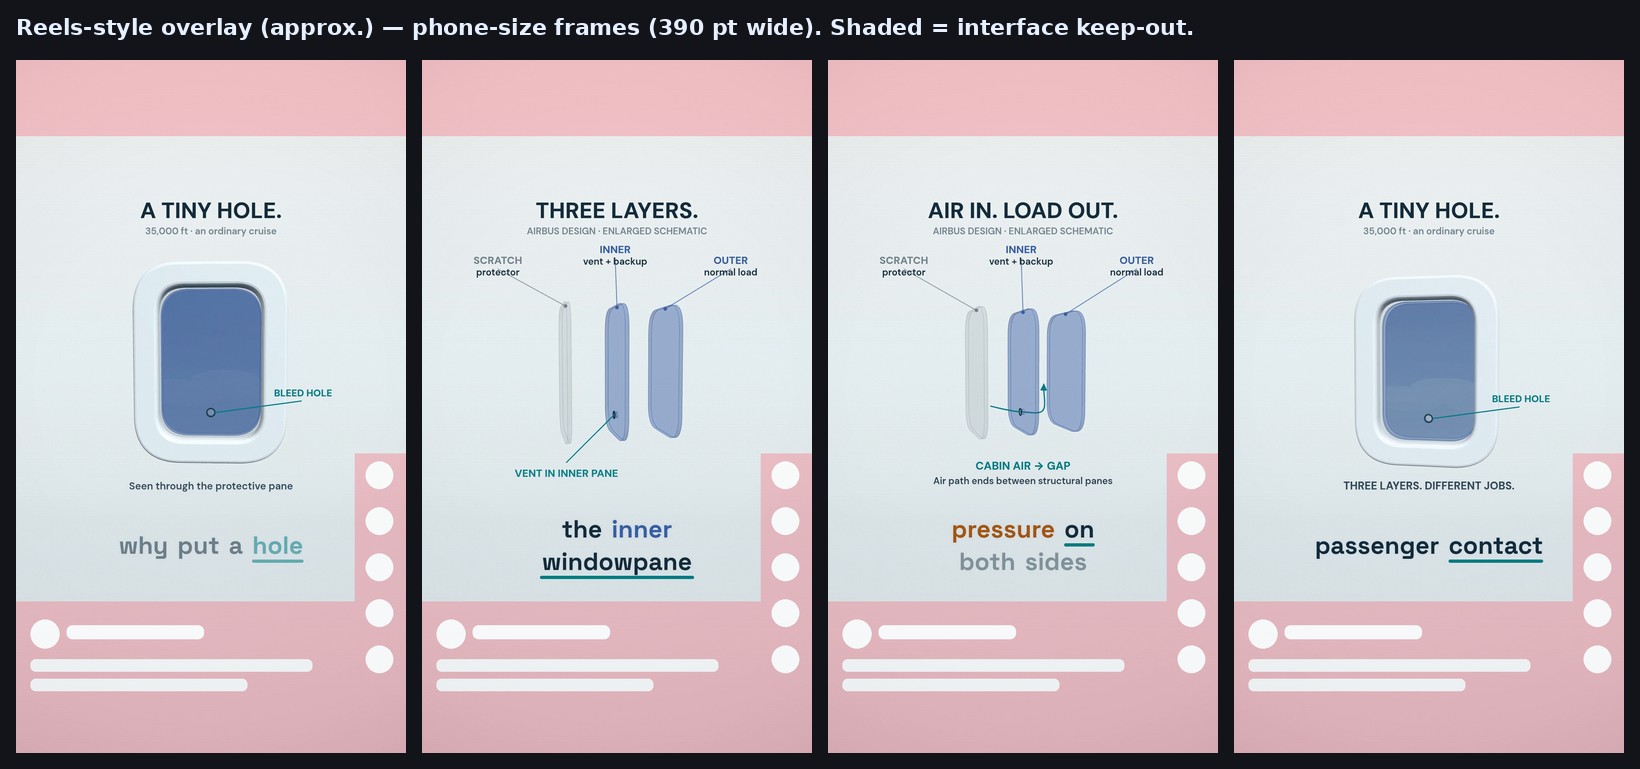 Reels-style overlay (approx.) — phone-size frames (390 pt wide). Shaded = interface keep-out.
A TINY HOLE.
35,000 ft · an ordinary cruise
BLEED HOLE
Seen through the protective pane
why put a hole
THREE LAYERS.
AIRBUS DESIGN · ENLARGED SCHEMATIC
SCRATCH
protector
INNER
vent + backup
OUTER
normal load
VENT IN INNER PANE
the inner
windowpane
AIR IN. LOAD OUT.
AIRBUS DESIGN · ENLARGED SCHEMATIC
SCRATCH
protector
INNER
vent + backup
OUTER
normal load
CABIN AIR → GAP
Air path ends between structural panes
pressure on
both sides
A TINY HOLE.
35,000 ft · an ordinary cruise
BLEED HOLE
THREE LAYERS. DIFFERENT JOBS.
passenger contact